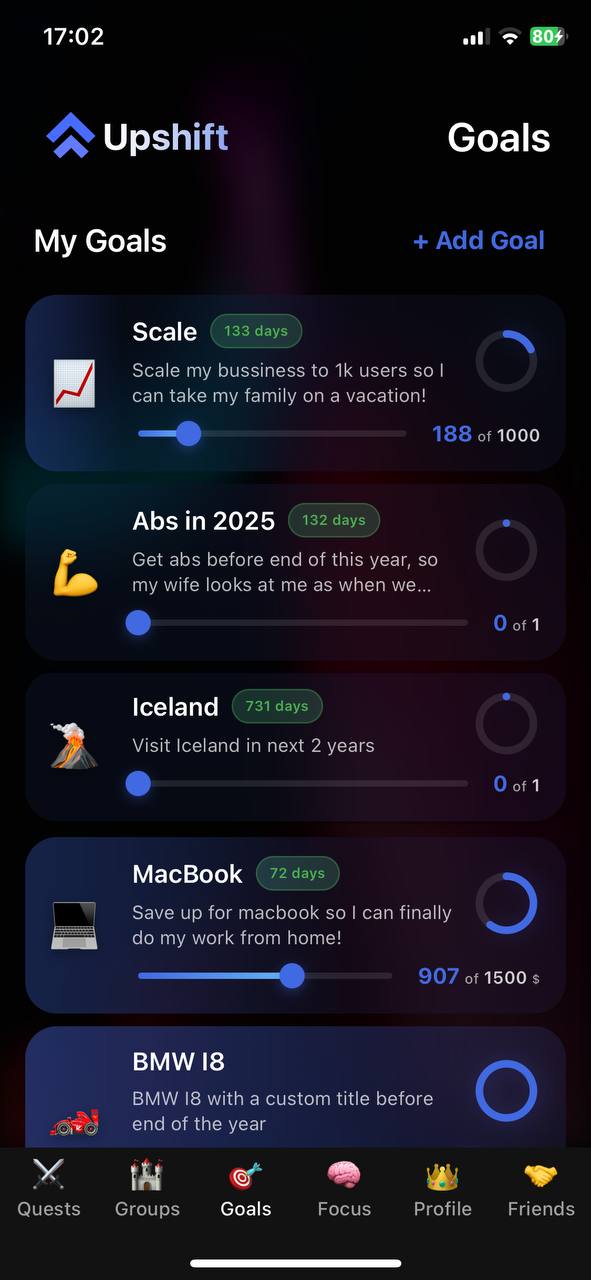 17:02
80
Upshift
Goals
My Goals
+ Add Goal
Scale
133 days
Scale my bussiness to 1k users so I
can take my family on a vacation!
188 of 1000
Abs in 2025
132 days
Get abs before end of this year, so
my wife looks at me as when we...
0 of 1
Iceland
731 days
Visit Iceland in next 2 years
0 of 1
MacBook
72 days
Save up for macbook so I can finally
do my work from home!
907 of 1500 $
BMW I8
BMW I8 with a custom title before
end of the year
Quests
Groups
Goals
Focus
Profile
Friends